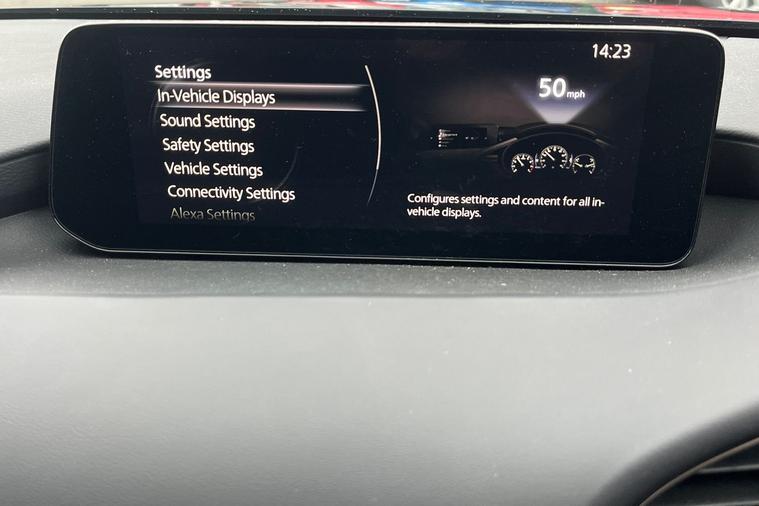 14:23
Settings
In-Vehicle Displays
Sound Settings
Safety Settings
Vehicle Settings
Connectivity Settings
Alexa Settings
50 mph
Configures settings and content for all in-
vehicle displays.